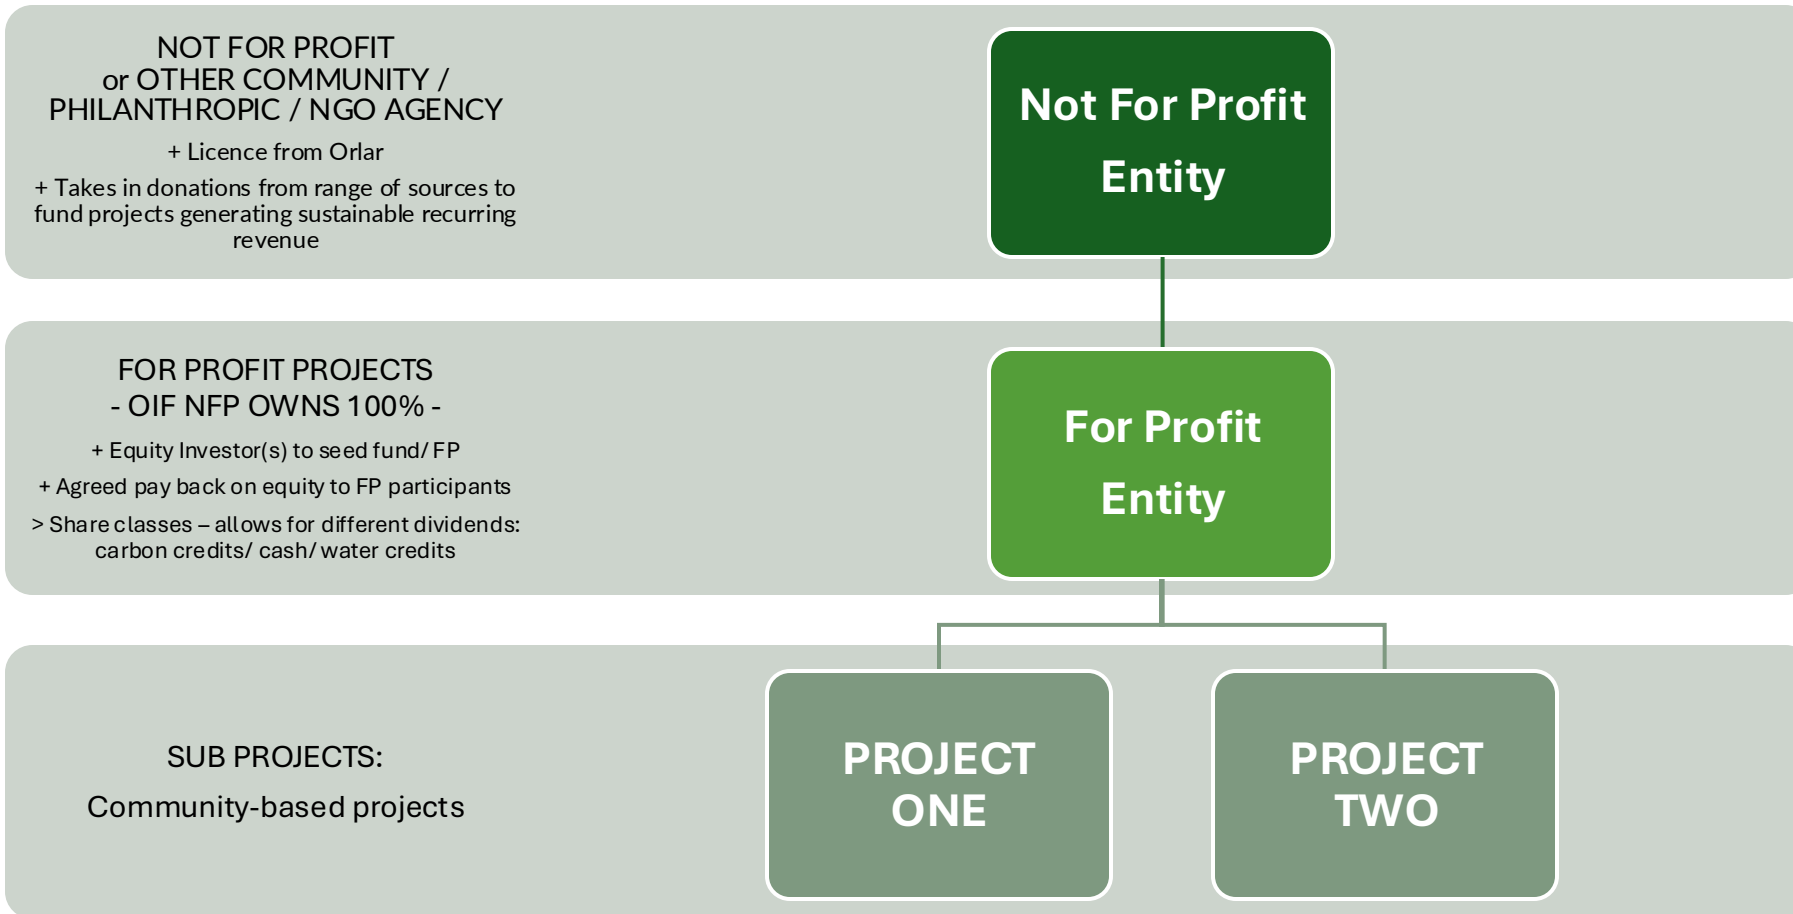 NOT FOR PROFIT
or OTHER COMMUNITY /
PHILANTHROPIC / NGO AGENCY
+ Licence from Orlar
+ Takes in donations from range of sources to
fund projects generating sustainable recurring
revenue
Not For Profit
Entity
FOR PROFIT PROJECTS
- OIF NFP OWNS 100% -
+ Equity Investor(s) to seed fund/ FP
+ Agreed pay back on equity to FP participants
> Share classes – allows for different dividends:
carbon credits/ cash/ water credits
For Profit
Entity
SUB PROJECTS:
Community-based projects
PROJECT
ONE
PROJECT
TWO